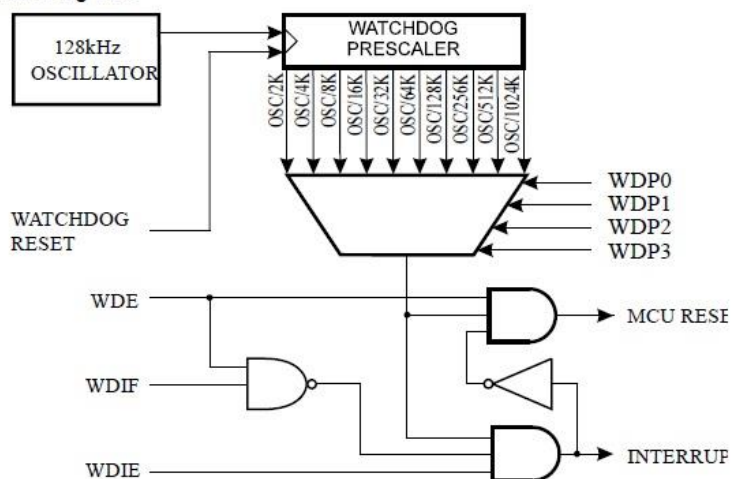 128kHz
OSCILLATOR
WATCHDOG
PRESCALER
OSC/2K
OSC/4K
OSC/8K
OSC/16K
OSC/32K
OSC/64K
OSC/128K
OSC/256K
OSC/512K
OSC/1024K
WATCHDOG
RESET
WDP0
WDP1
WDP2
WDP3
WDE
MCU RESE
WDIF
WDIE
INTERRUP